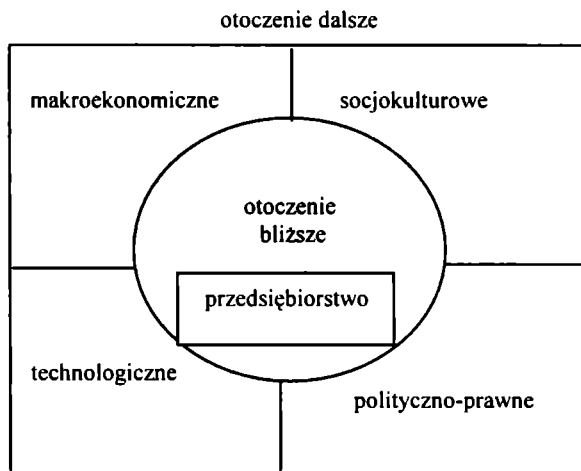 otoczenie dalsze
makroekonomiczne
socjokulturowe
otoczenie
bliższe
przedsiębiorstwo
technologiczne
polityczno-prawne